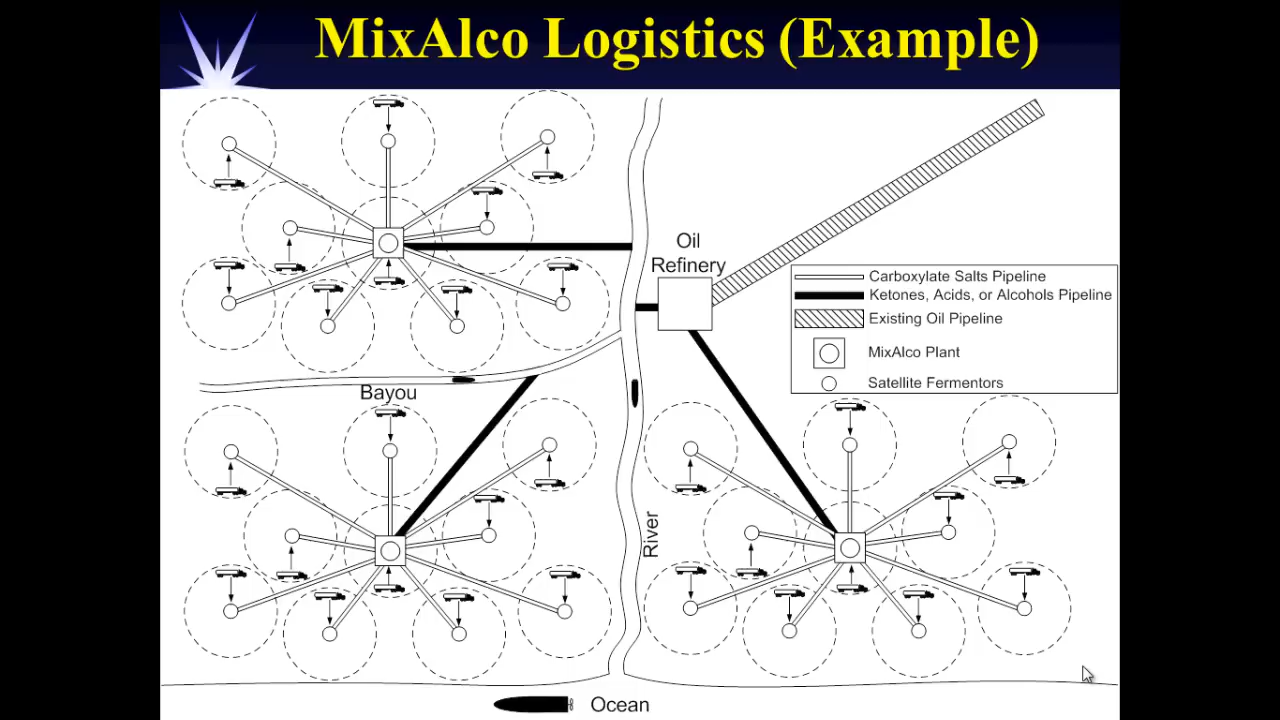 MixAlco Logistics (Example)
Oil
Refinery
Carboxylate Salts Pipeline
Ketones, Acids, or Alcohols Pipeline
Existing Oil Pipeline
MixAlco Plant
Satellite Fermentors
Bayou
River
Ocean